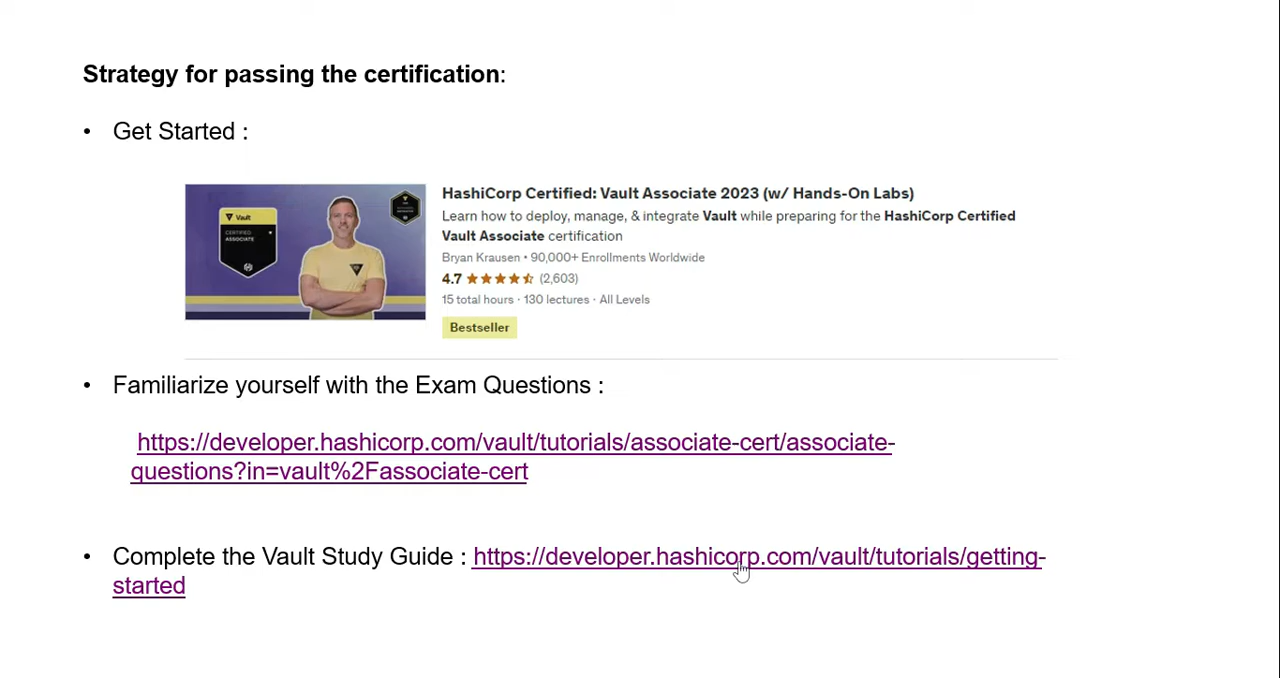 Strategy for passing the certification:
• Get Started :
HashiCorp Certified: Vault Associate 2023 (w/ Hands-On Labs)
Learn how to deploy, manage, & integrate Vault while preparing for the HashiCorp Certified
Vault Associate certification
Bryan Krausen • 90,000+ Enrollments Worldwide
4.7 (2,603)
15 total hours · 130 lectures · All Levels
Bestseller
Vault
CERTIFIED
ASSOCIATE
• Familiarize yourself with the Exam Questions :
https://developer.hashicorp.com/vault/tutorials/associate-cert/associate-
questions?in=vault%2Fassociate-cert
• Complete the Vault Study Guide : https://developer.hashicorp.com/vault/tutorials/getting-
started